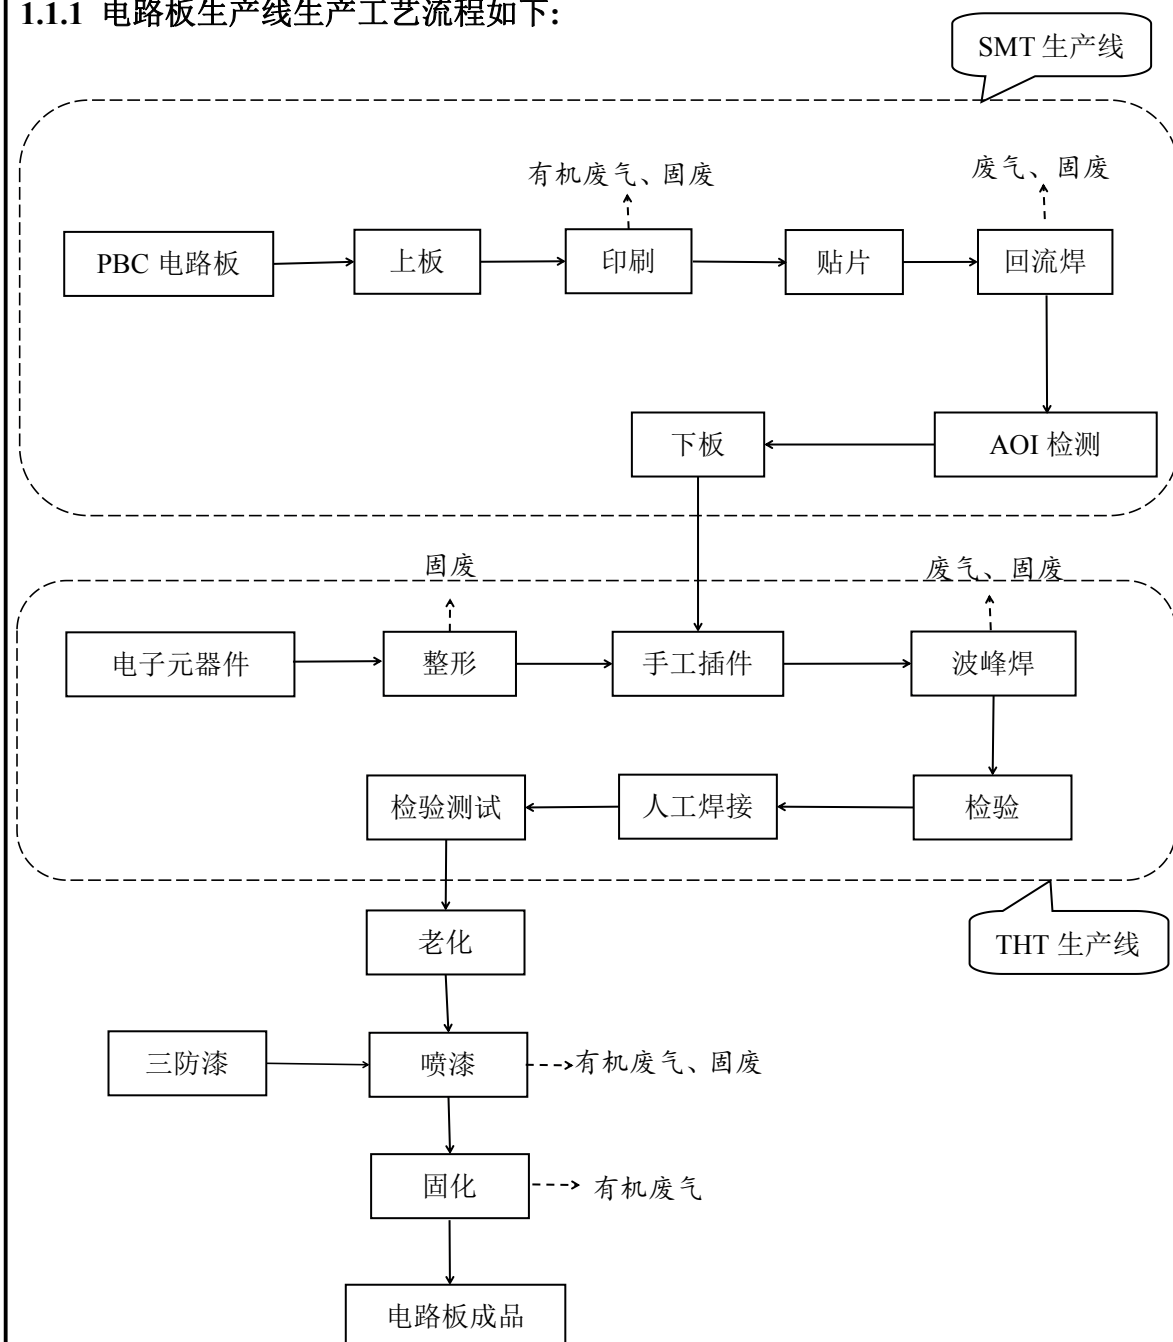 1.1.1 电路板生产线生产工艺流程如下:
SMT 生产线
有机废气、固废
废气、固废
PBC 电路板
上板
印刷
贴片
回流焊
下板
AOI 检测
固废
废气、固废
电子元器件
整形
手工插件
波峰焊
检验测试
人工焊接
检验
老化
THT 生产线
三防漆
喷漆
有机废气、固废
固化
有机废气
电路板成品